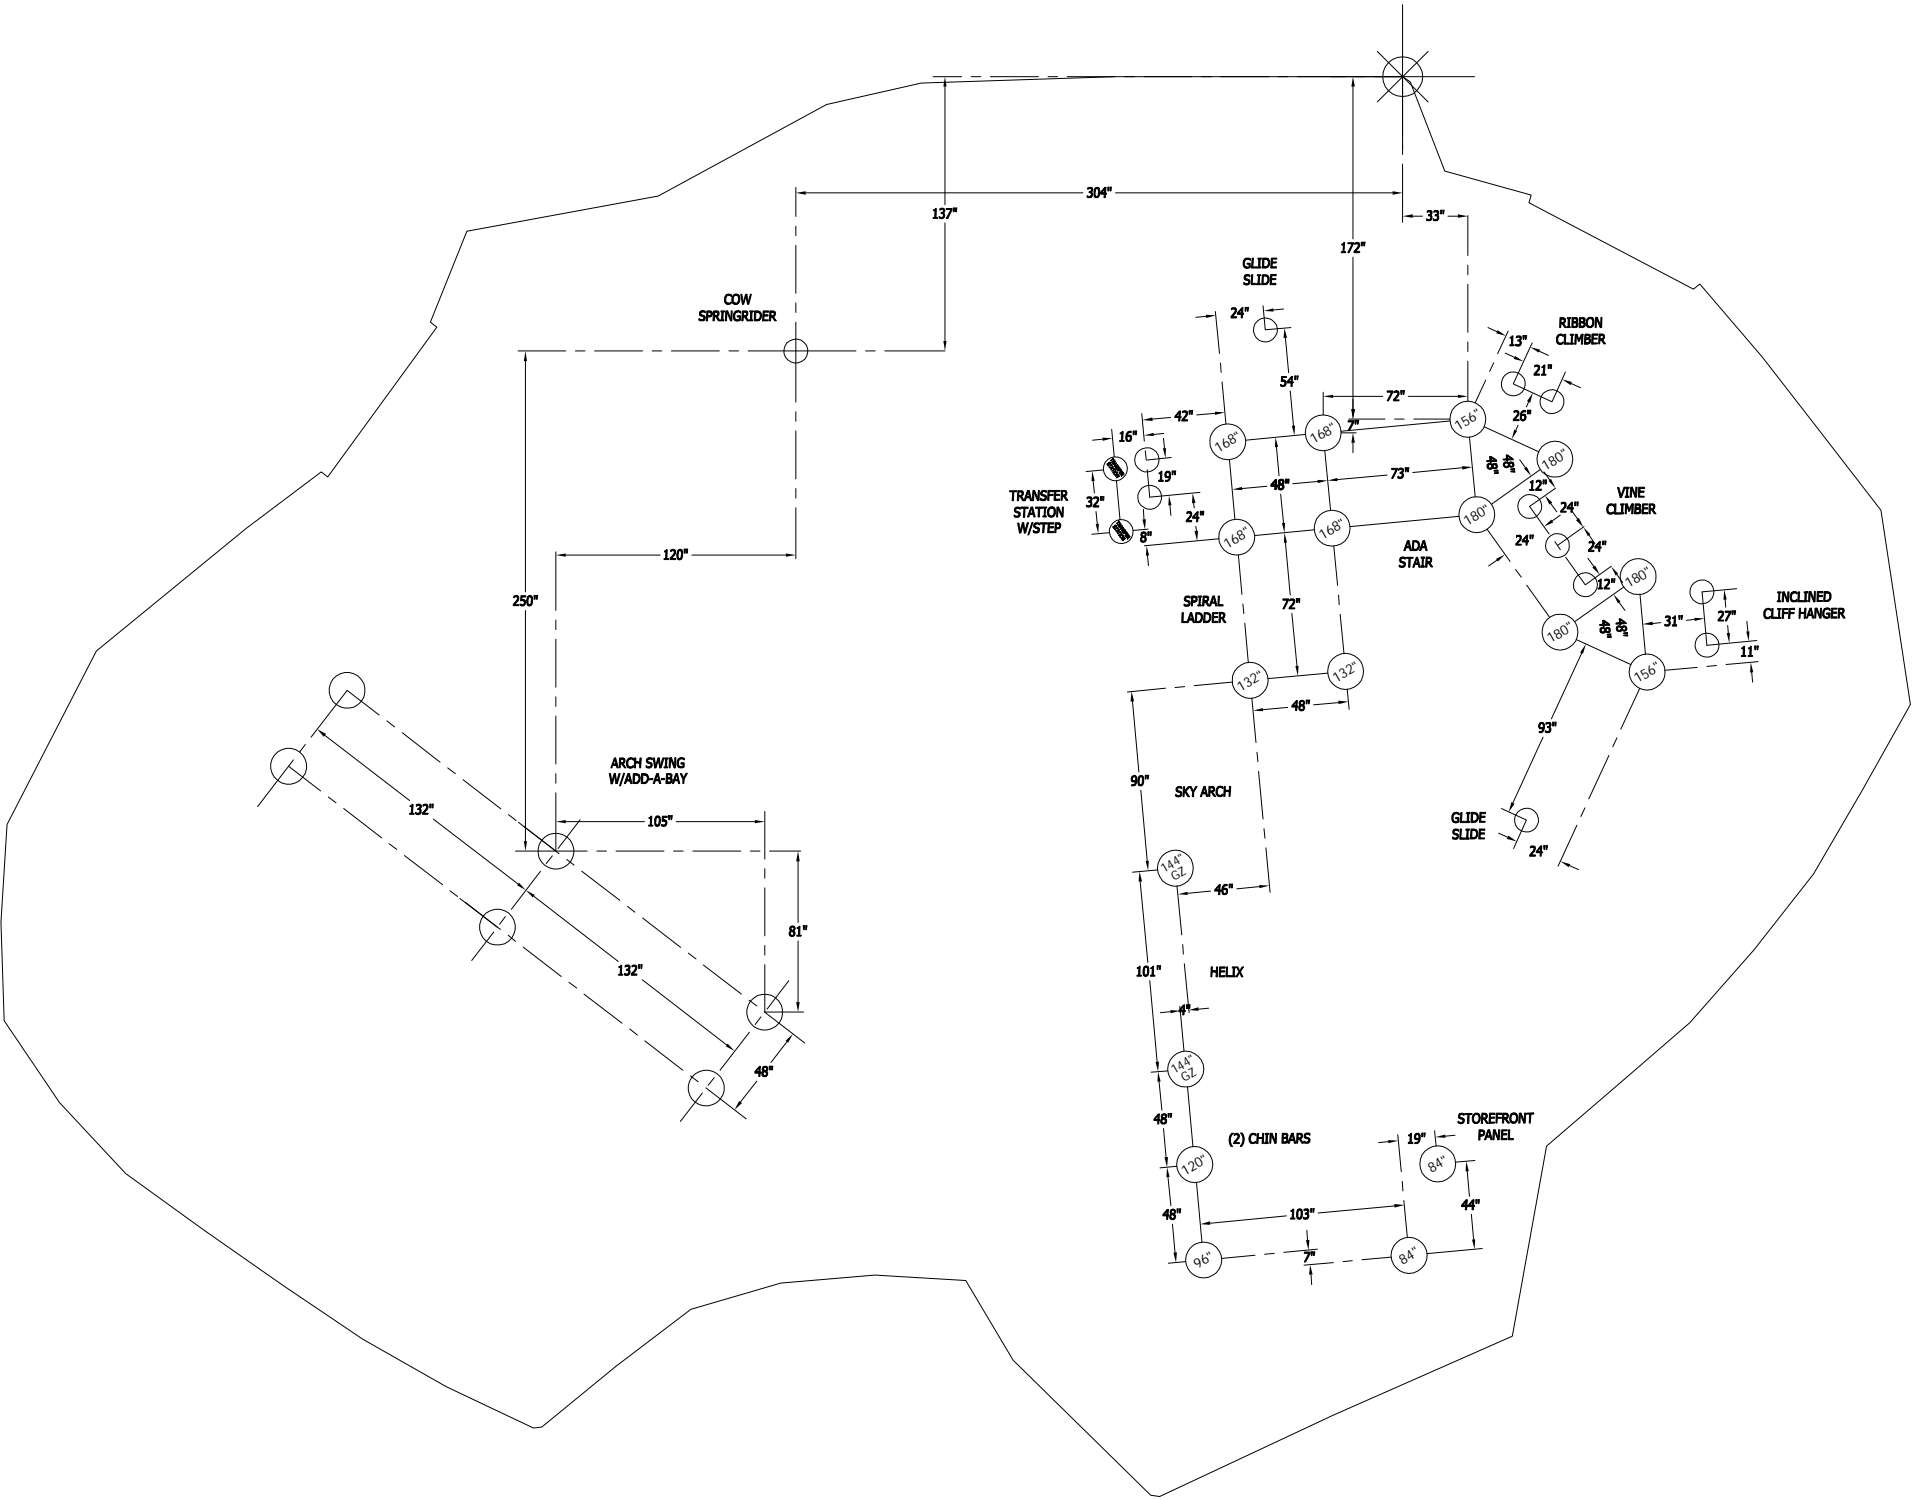 304"
137"
33"
172"
GLIDE
SLIDE
COW
SPRINGRIDER
24"
RIBBON
CLIMBER
13"
21"
54"
72"
42"
26"
7"
156"
168"
168"
16"
180"
48"
48"
19"
73"
48"
12"
32"
TRANSFER
STATION
W/STEP
VINE
CLIMBER
24"
24"
180"
168"
168"
8"
24"
24"
ADA
STAIR
120"
12"
180"
250"
SPIRAL
LADDER
72"
INCLINED
CLIFF HANGER
31"
27"
180"
48"
48"
11"
132"
132"
156"
48"
93"
ARCH SWING
W/ADD-A-BAY
90"
SKY ARCH
132"
105"
GLIDE
SLIDE
24"
144"
GZ
46"
81"
132"
101"
HELIX
4"
48"
144"
GZ
48"
(2) CHIN BARS
STOREFRONT
PANEL
19"
120"
84"
48"
103"
44"
96"
7"
84"